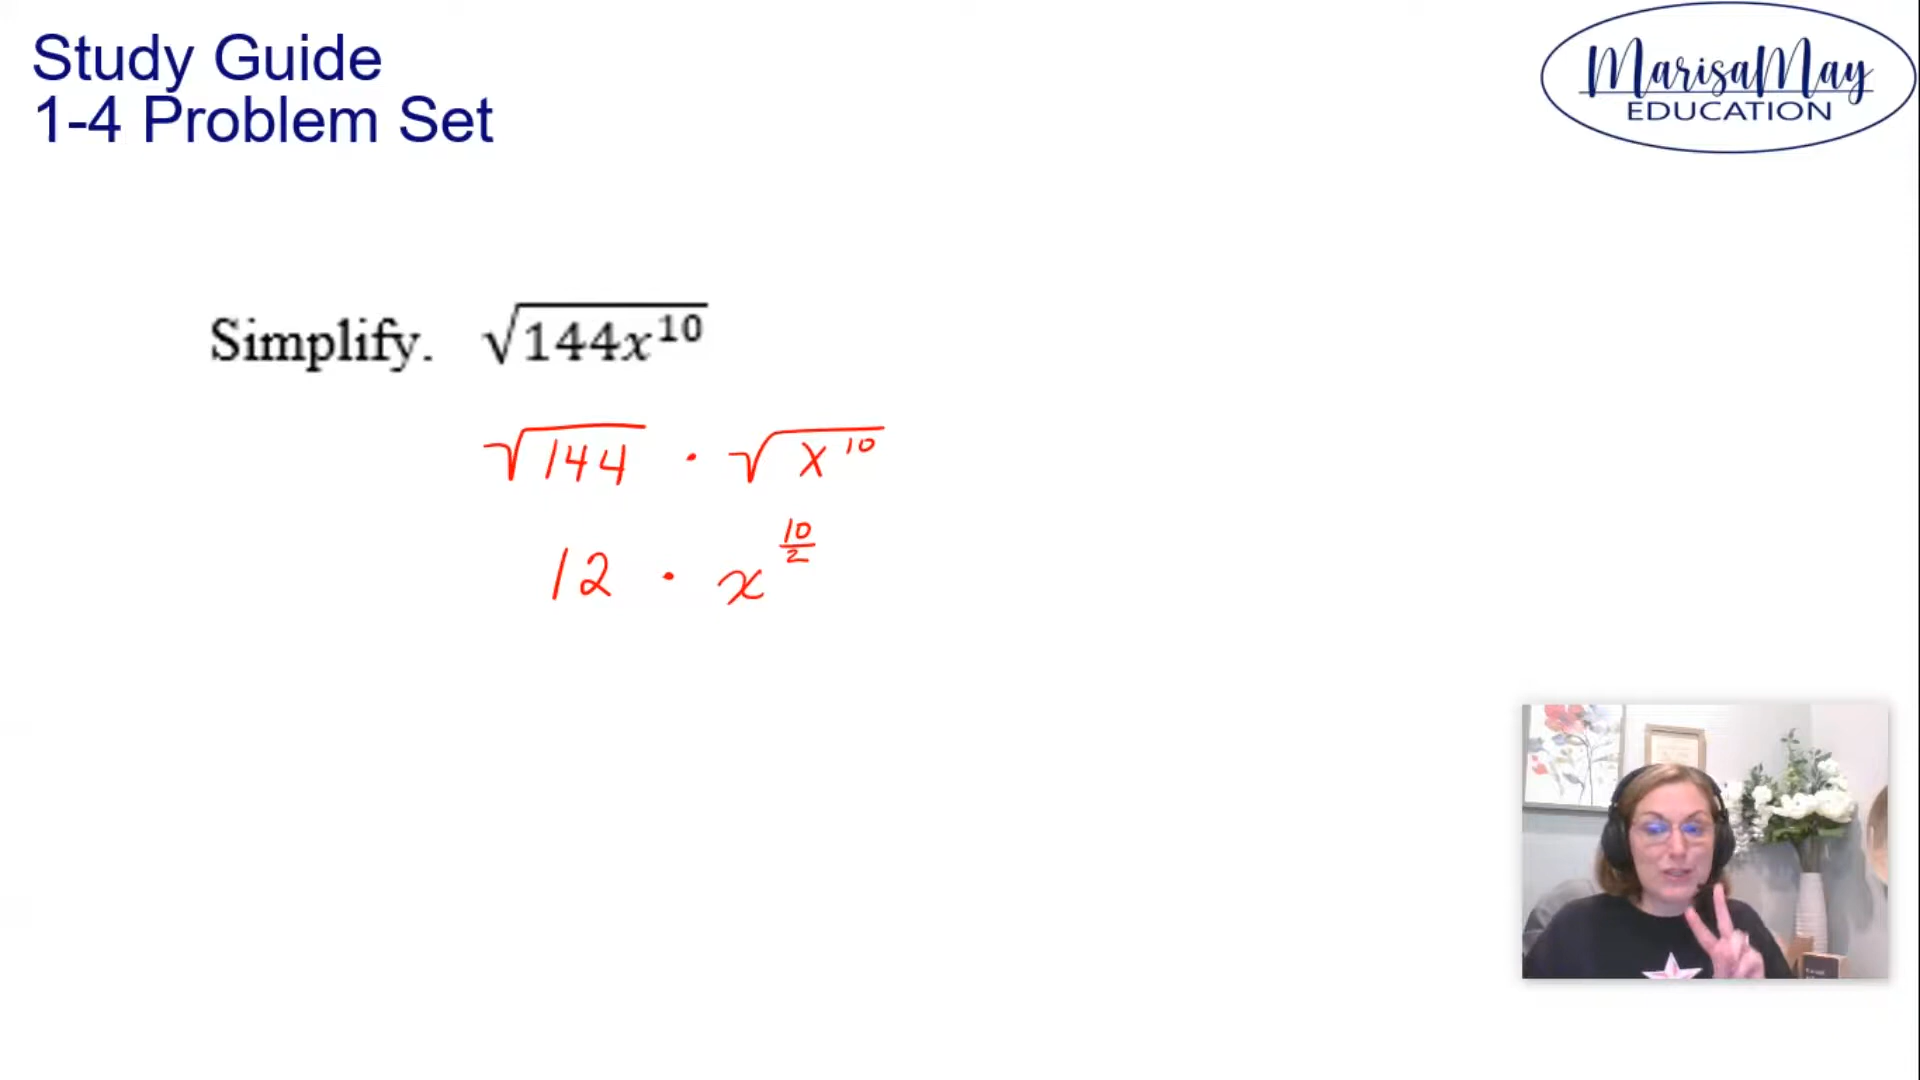 Study Guide
1-4 Problem Set
MarisaMay
EDUCATION
Simplify. √144x¹⁰
√144 · √x¹⁰
12 · x^(10/2)